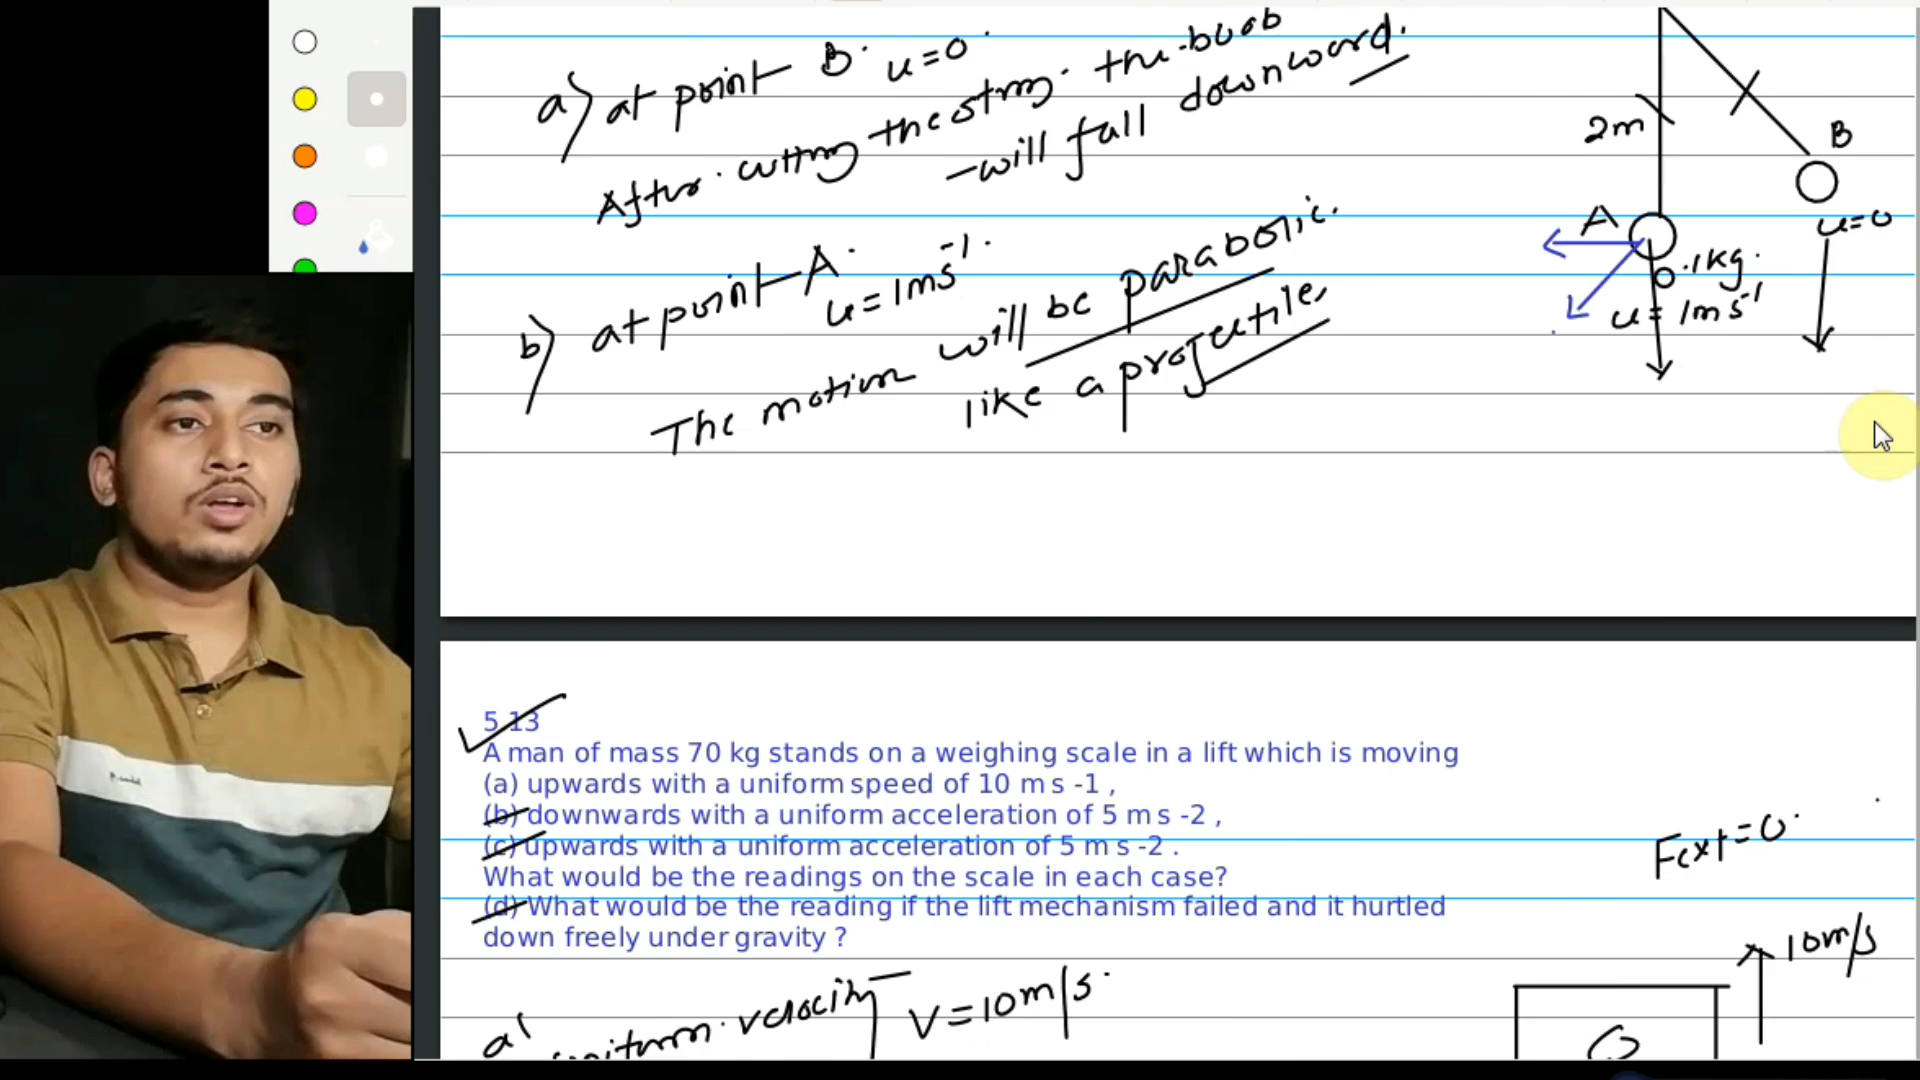 a) at point B. u=0.
After cutting the string. the boob
will fall downward.
b) at point A.
u=1ms-1.
The motion will be parabolic.
like a projectile,
2m
B
u=0
A
0.1kg.
u=1ms-1
5.13
A man of mass 70 kg stands on a weighing scale in a lift which is moving
(a) upwards with a uniform speed of 10 m s -1 ,
(b) downwards with a uniform acceleration of 5 m s -2 ,
(c) upwards with a uniform acceleration of 5 m s -2 .
What would be the readings on the scale in each case?
(d) What would be the reading if the lift mechanism failed and it hurtled
down freely under gravity ?
Fext=0.
10m/s
a) uniform. velocity V=10m/s.